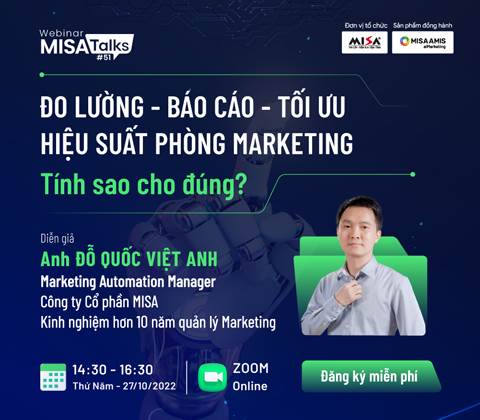 Webinar
MISA Talks
#51
Đơn vị tổ chức
Sản phẩm đồng hành
MISA
MISA AMIS
aMarketing
ĐO LƯỜNG - BÁO CÁO - TỐI ƯU
HIỆU SUẤT PHÒNG MARKETING
Tính sao cho đúng?
Diễn giả
Anh ĐỖ QUỐC VIỆT ANH
Marketing Automation Manager
Công ty Cổ phần MISA
Kinh nghiệm hơn 10 năm quản lý Marketing
14:30 - 16:30
Thứ Năm - 27/10/2022
ZOOM
Online
Đăng ký miễn phí